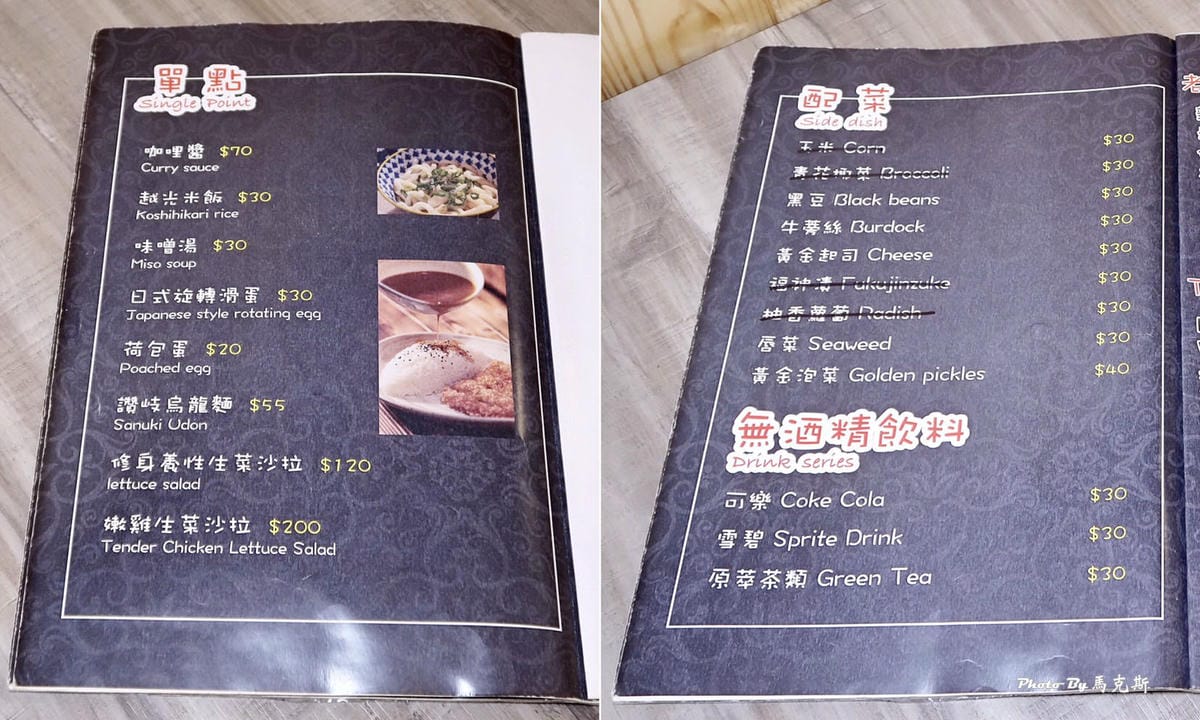 單點
Single Point
咖哩醬 $70
Curry sauce
越光米飯 $30
Koshihikari rice
味噌湯 $30
Miso soup
日式旋轉滑蛋 $30
Japanese style rotating egg
荷包蛋 $20
Poached egg
讚岐烏龍麵 $55
Sanuki Udon
修身養性生菜沙拉 $120
lettuce salad
嫩雞生菜沙拉 $200
Tender Chicken Lettuce Salad
配菜
Side dish
玉米 Corn $30
青花椰菜 Broccoli $30
黑豆 Black beans $30
牛蒡絲 Burdock $30
黃金起司 Cheese $30
福神漬 Fukujinzuke $30
柚香蘿蔔 Radish $30
唇菜 Seaweed $30
黃金泡菜 Golden pickles $40
無酒精飲料
Drink series
可樂 Coke Cola $30
雪碧 Sprite Drink $30
原萃茶類 Green Tea $30
Photo By 馬克斯